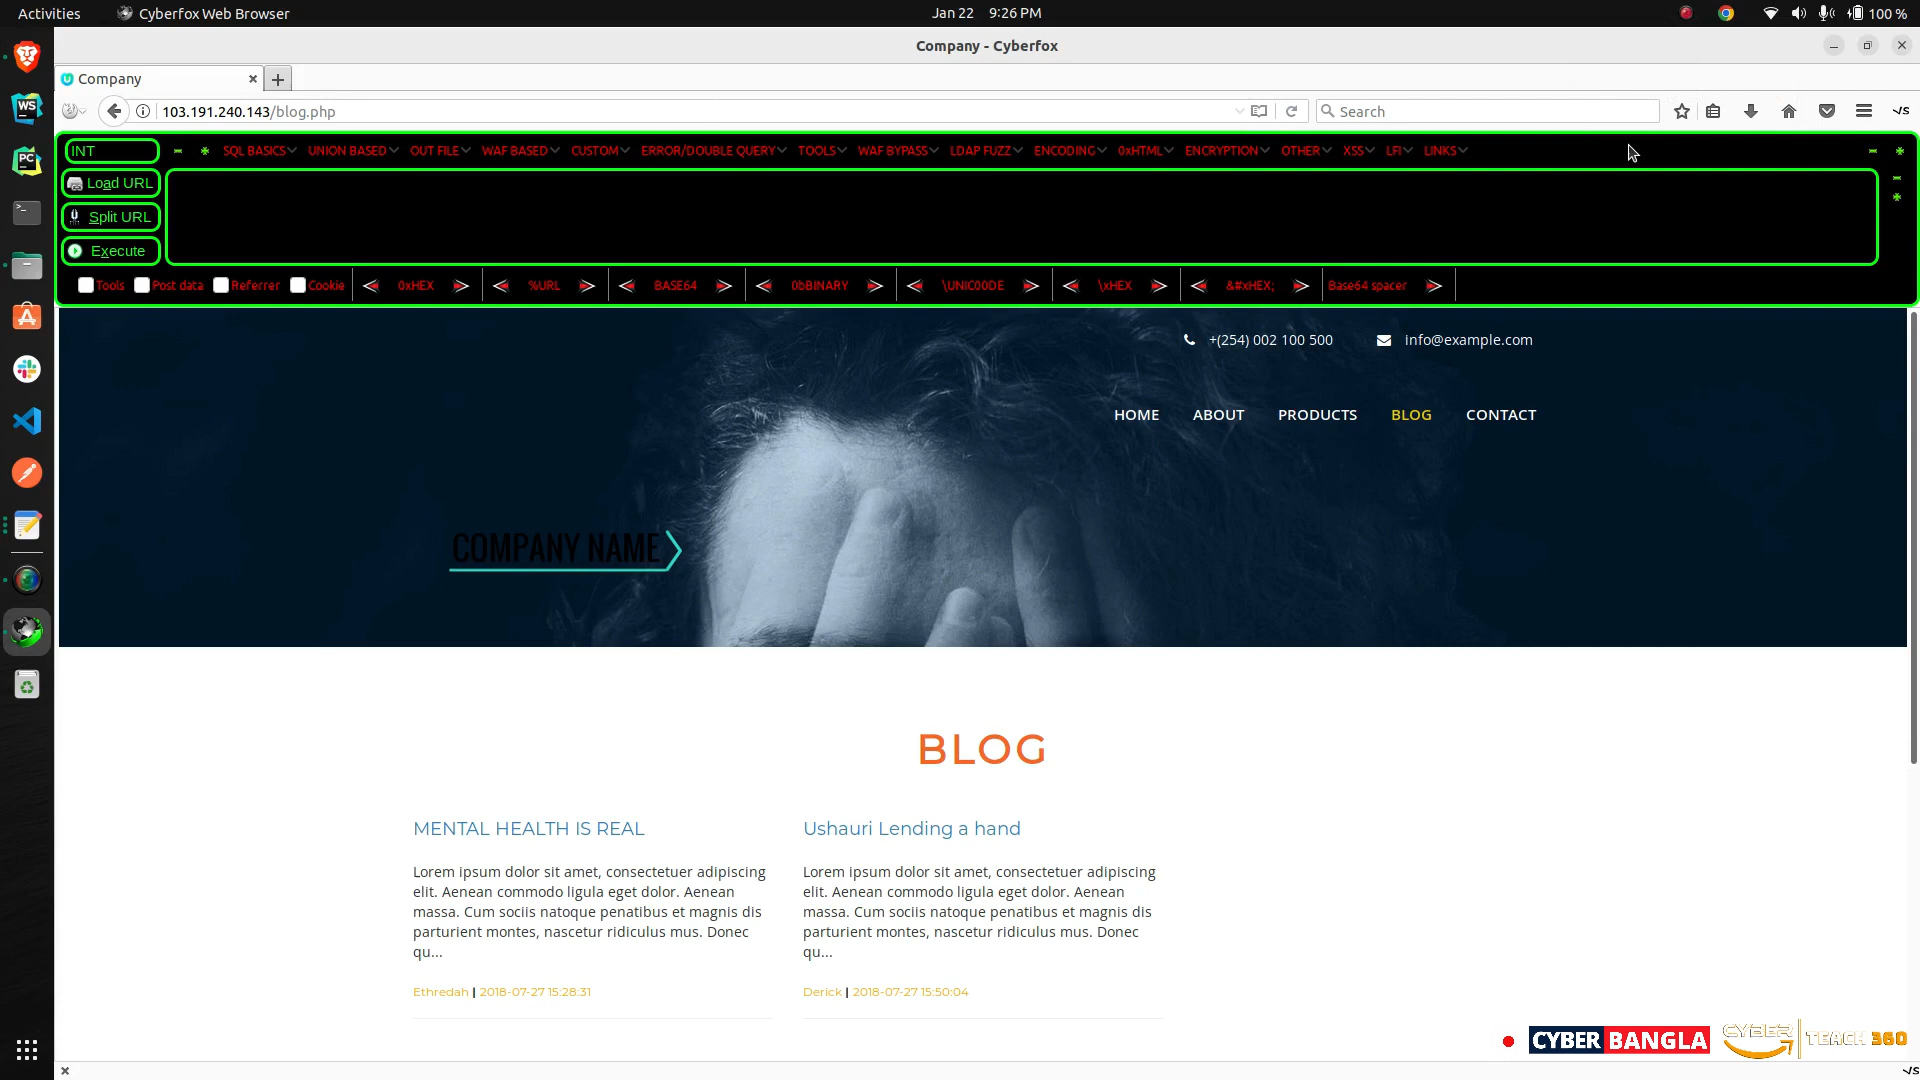 Activities Cyberfox Web Browser Jan 22 9:26 PM 100 %
Company - Cyberfox
Company
103.191.240.143/blog.php Search
INT SQL BASICS UNION BASED OUT FILE WAF BASED CUSTOM ERROR/DOUBLE QUERY TOOLS WAF BYPASS LDAP FUZZ ENCODING 0xHTML ENCRYPTION OTHER XSS LFI LINKS
Load URL
Split URL
Execute
Tools Post data Referrer Cookie 0xHEX %URL BASE64 0bBINARY \UNIC00DE \xHEX &#xHEX; Base64 spacer
+(254) 002 100 500 info@example.com
HOME ABOUT PRODUCTS BLOG CONTACT
COMPANY NAME
BLOG
MENTAL HEALTH IS REAL
Lorem ipsum dolor sit amet, consectetuer adipiscing
elit. Aenean commodo ligula eget dolor. Aenean
massa. Cum sociis natoque penatibus et magnis dis
parturient montes, nascetur ridiculus mus. Donec
qu...
Ethredah | 2018-07-27 15:28:31
Ushauri Lending a hand
Lorem ipsum dolor sit amet, consectetuer adipiscing
elit. Aenean commodo ligula eget dolor. Aenean
massa. Cum sociis natoque penatibus et magnis dis
parturient montes, nascetur ridiculus mus. Donec
qu...
Derick | 2018-07-27 15:50:04
CYBER BANGLA CYBER TEACH 360